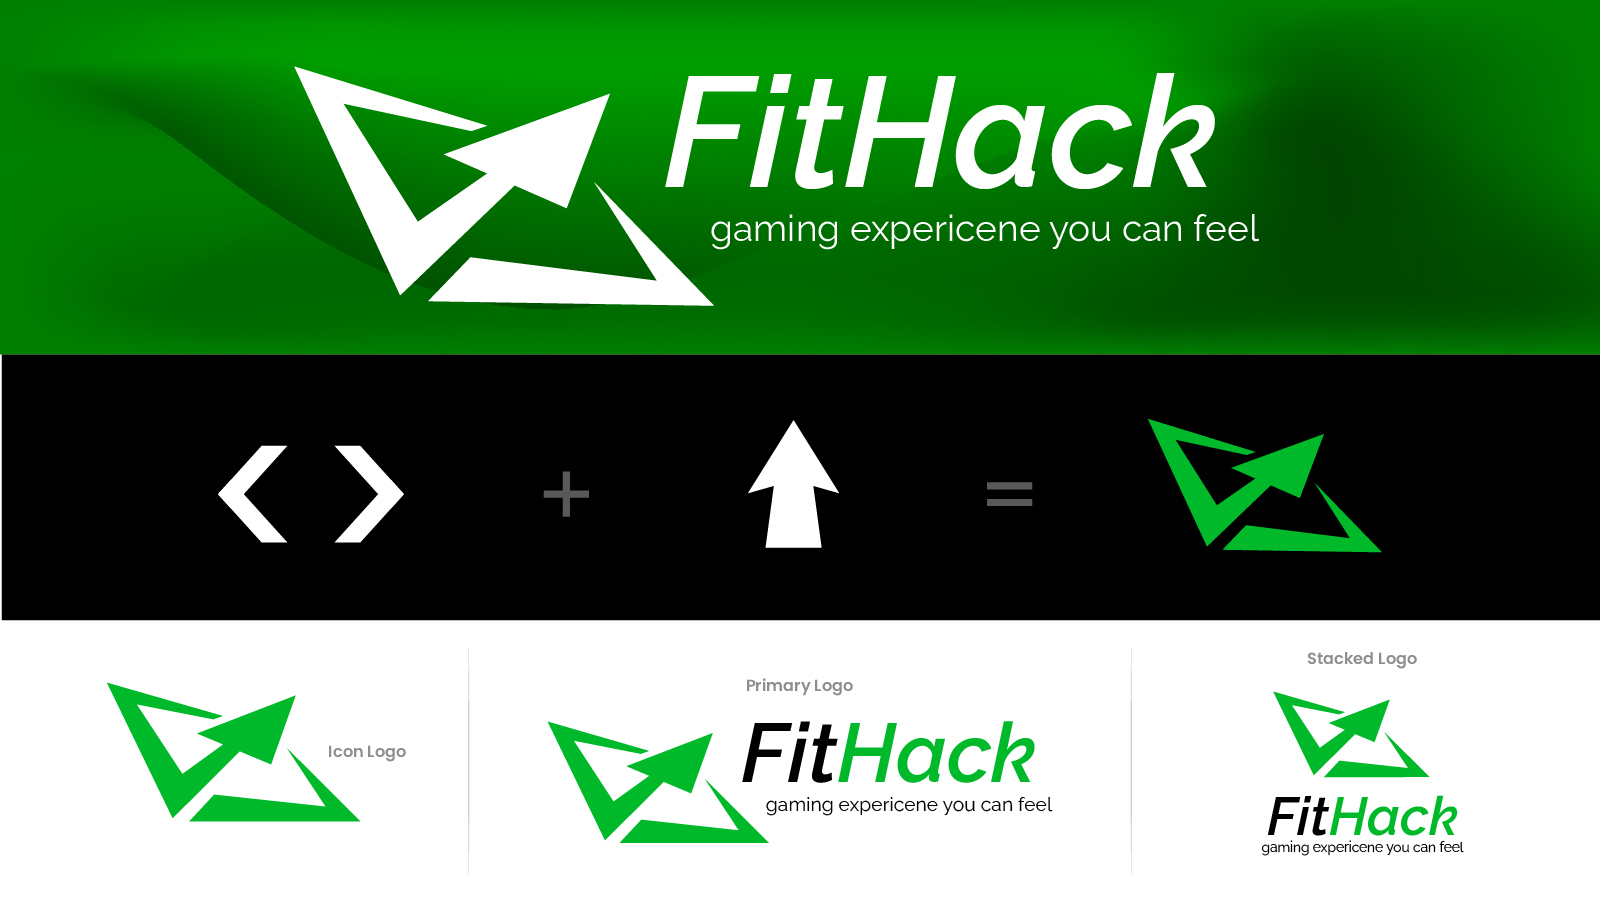 FitHack
gaming expericene you can feel
+
=
Icon Logo
Primary Logo
FitHack
gaming expericene you can feel
Stacked Logo
FitHack
gaming expericene you can feel